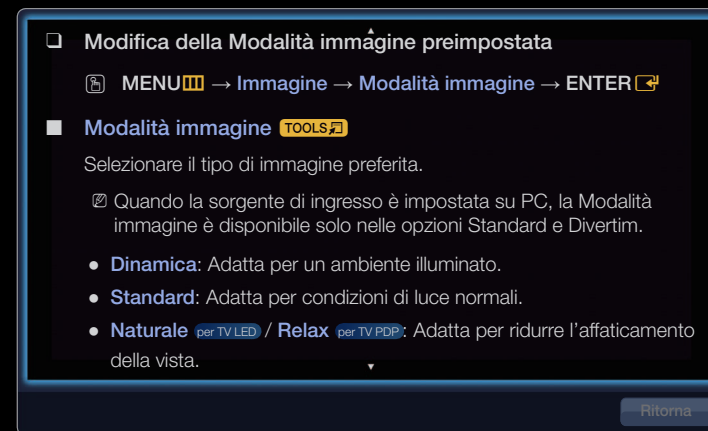 ❑ Modifica della Modalità immagine preimpostata
MENU → Immagine → Modalità immagine → ENTER
■ Modalità immagine TOOLS
Selezionare il tipo di immagine preferita.
Quando la sorgente di ingresso è impostata su PC, la Modalità
immagine è disponibile solo nelle opzioni Standard e Divertim.
● Dinamica: Adatta per un ambiente illuminato.
● Standard: Adatta per condizioni di luce normali.
● Naturale per TV LED / Relax per TV PDP: Adatta per ridurre l'affaticamento
della vista.
Ritorna